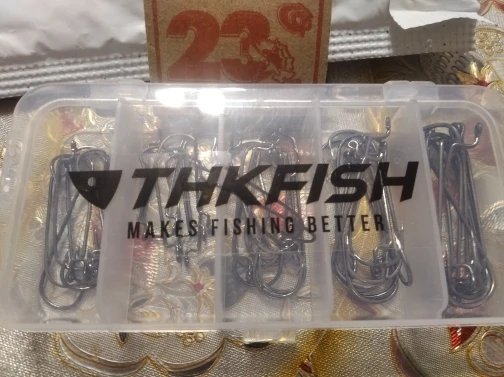 23
THKFISH
MAKES FISHING BETTER